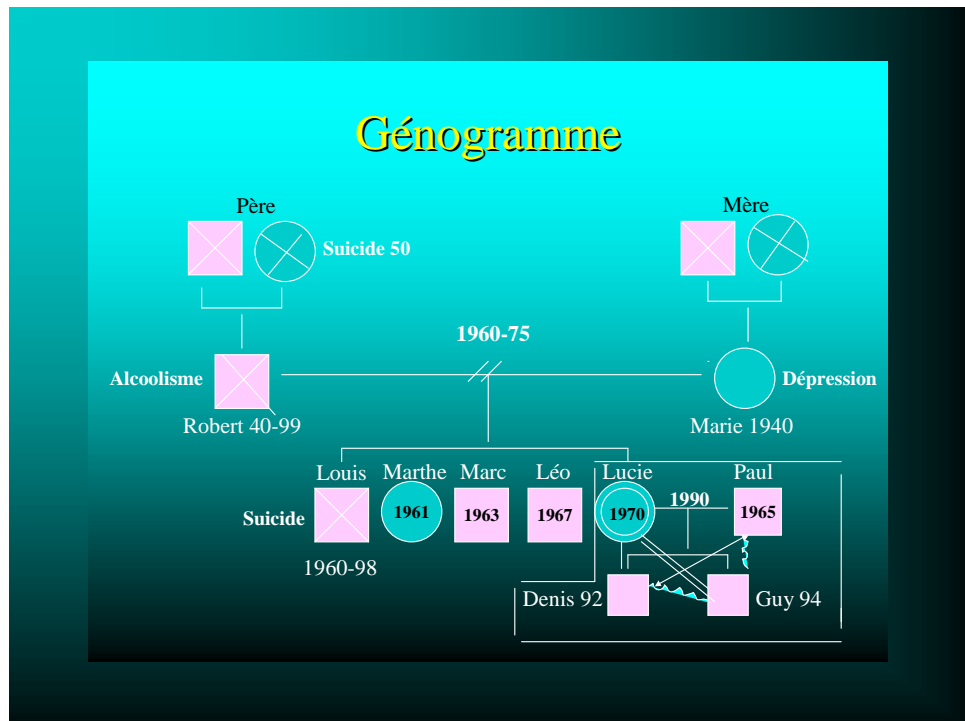 Génogramme
Père
Mère
Suicide 50
1960-75
Alcoolisme
Dépression
Robert 40-99
Marie 1940
Louis Marthe Marc Léo Lucie Paul
1990
Suicide 1961 1963 1967 1970 1965
1960-98
Denis 92
Guy 94